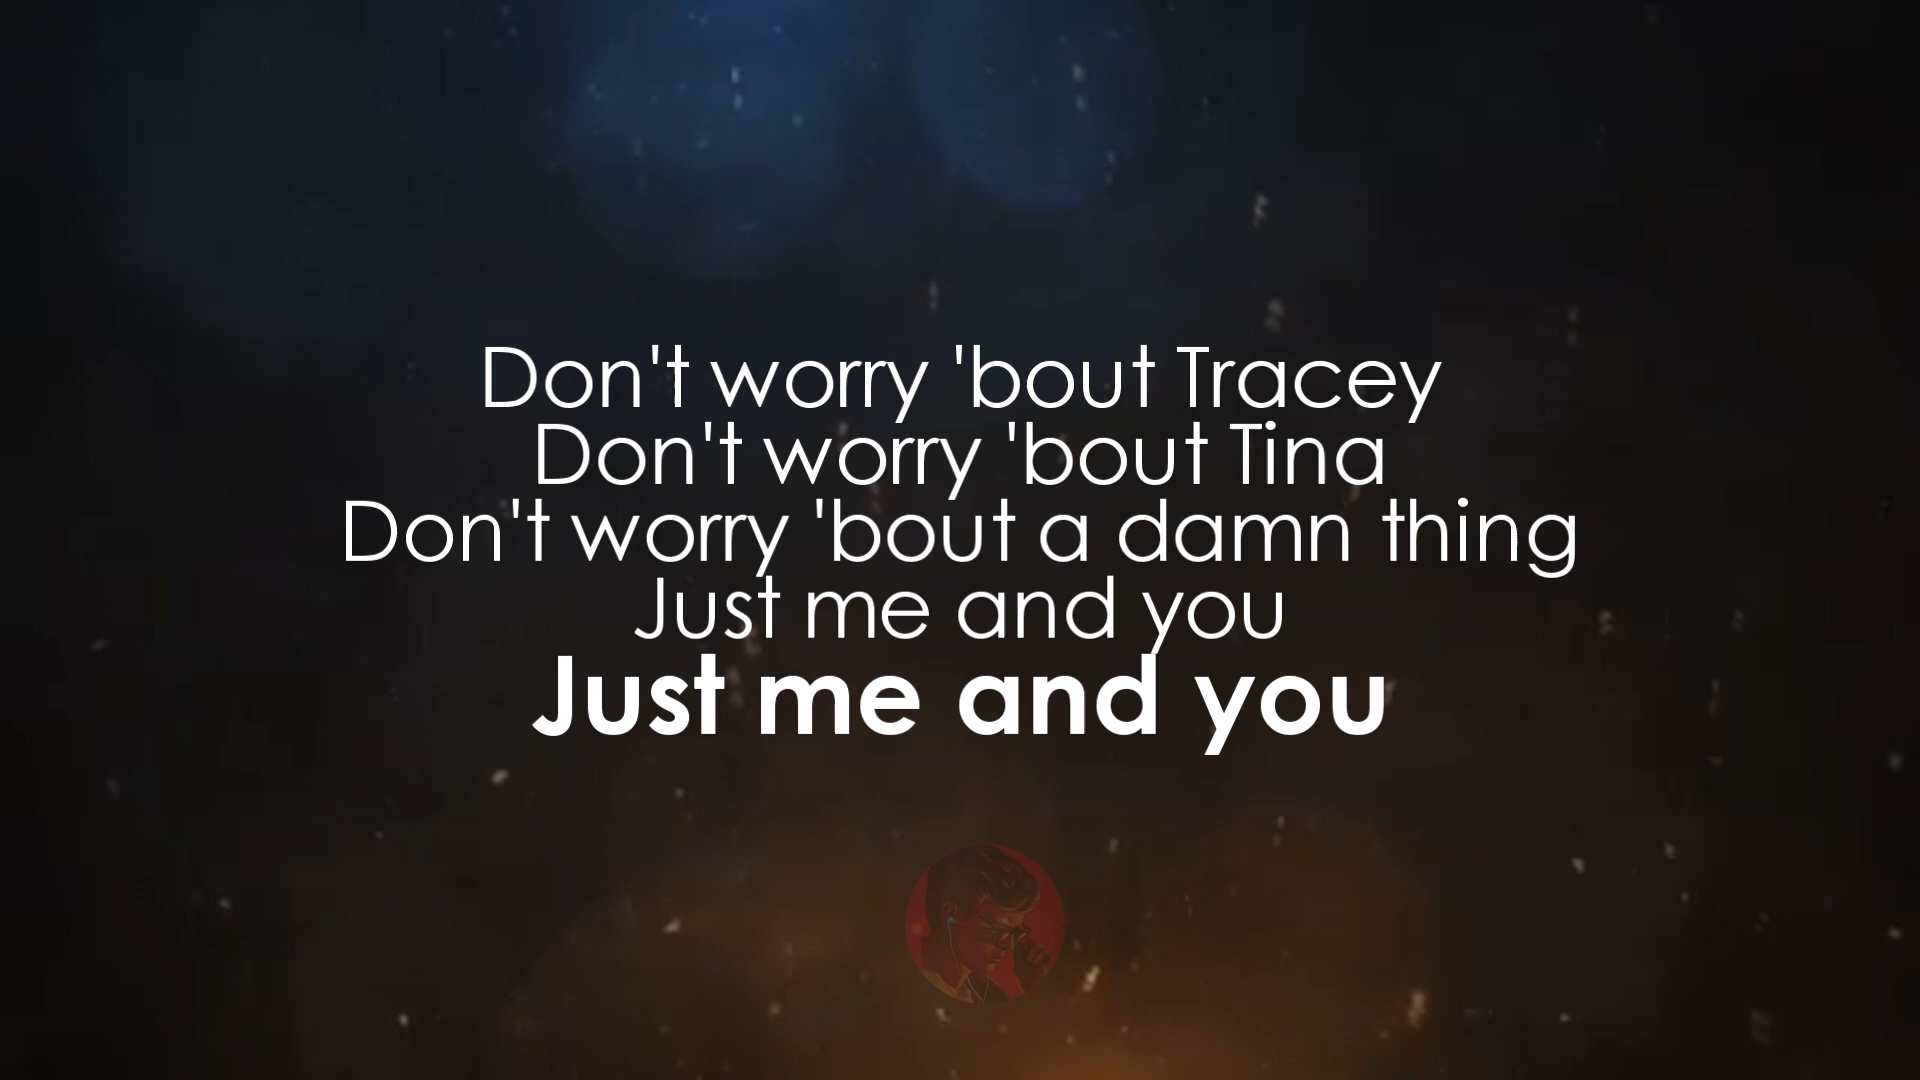 Don't worry 'bout Tracey
Don't worry 'bout Tina
Don't worry 'bout a damn thing
Just me and you
Just me and you